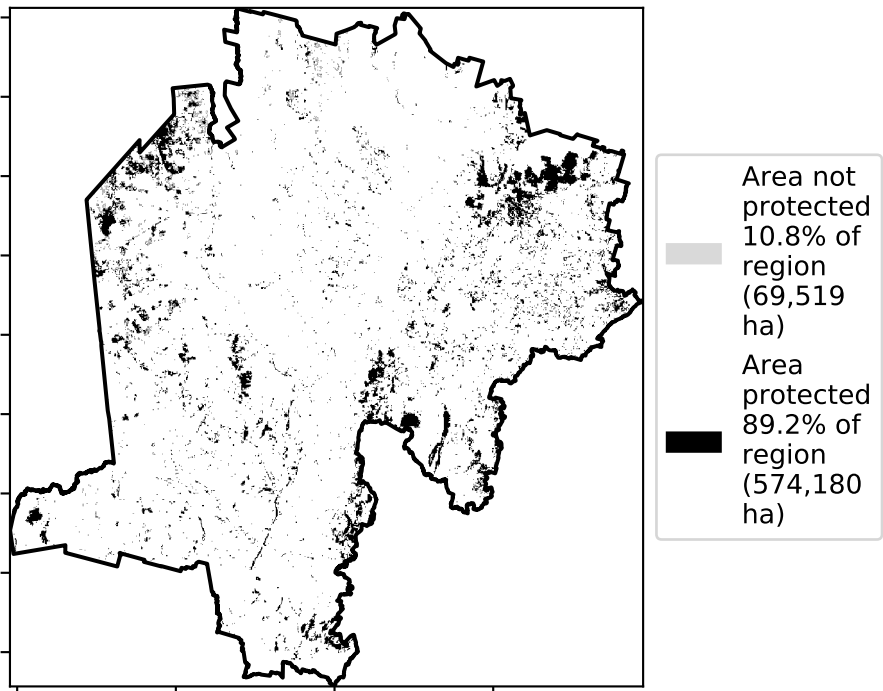 Area not
protected
10.8% of
region
(69,519
ha)
Area
protected
89.2% of
region
(574,180
ha)